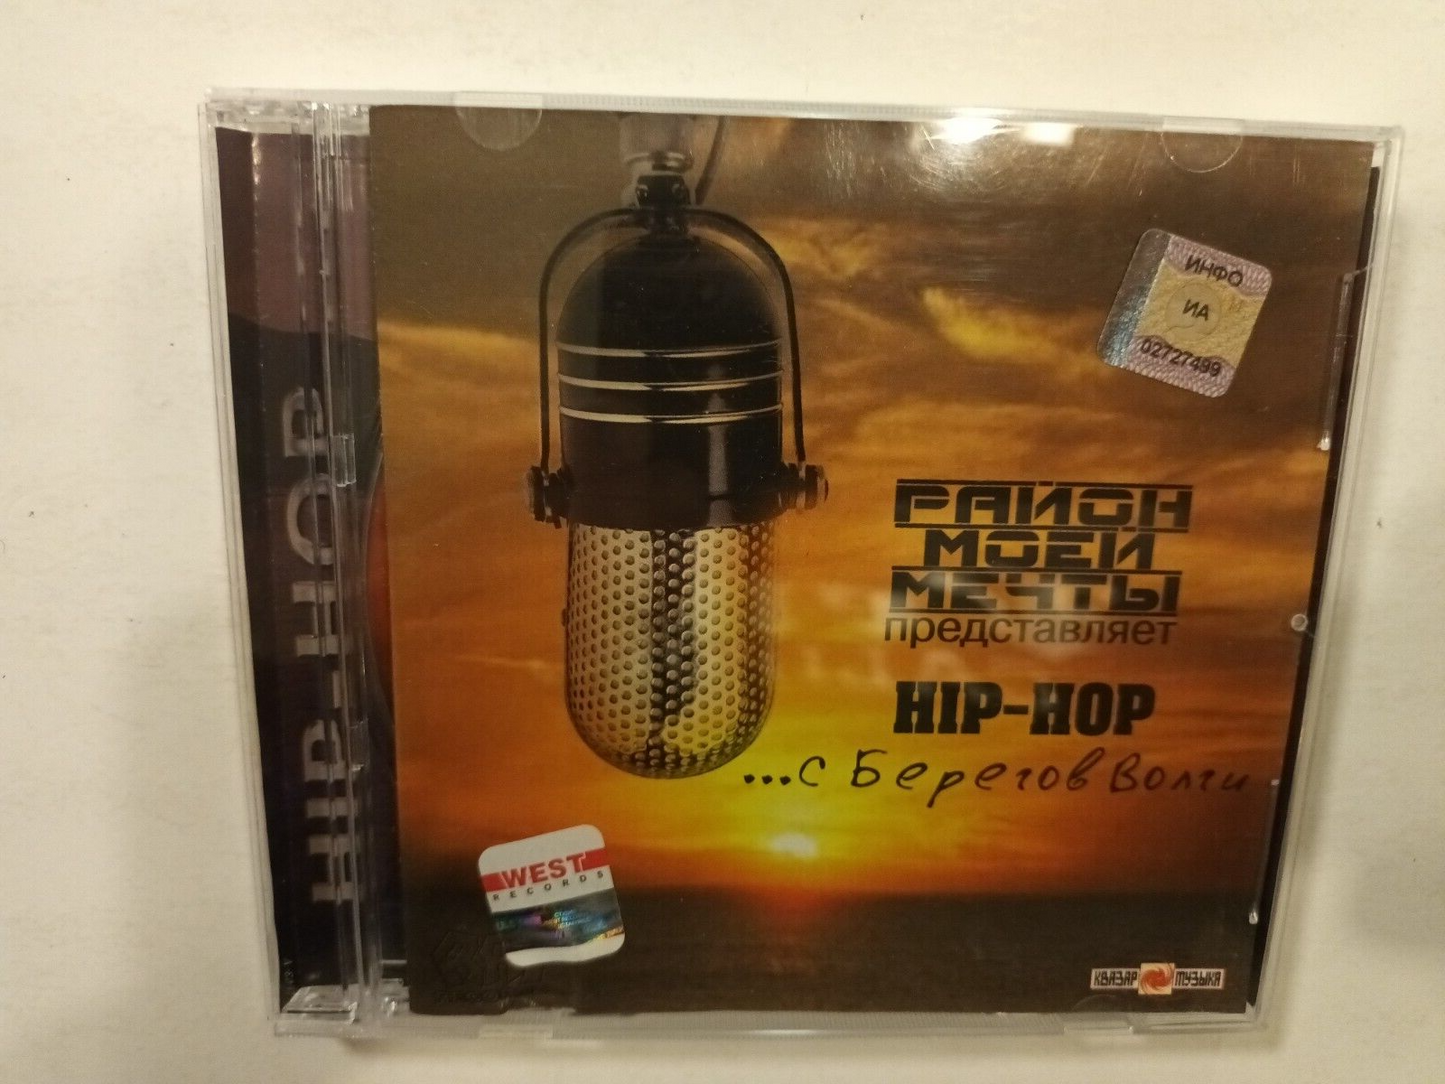 HIP-HOP
ИНФО
ИА
02727499
РАЙОН
МОЕЙ
МЕЧТЫ
представляет
HIP-HOP
...с Берегов Волги
WEST
RECORDS
КВАЗАР МУЗЫКА